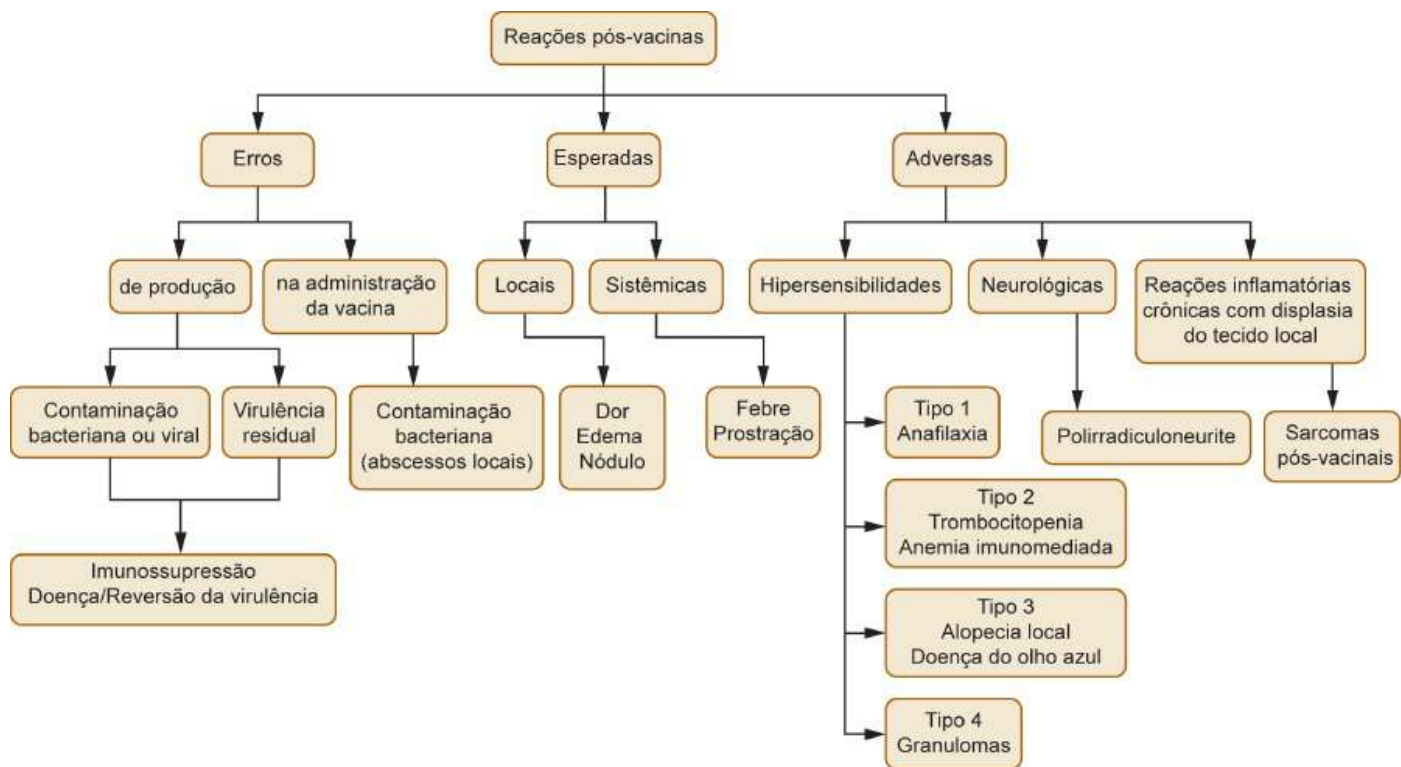 Reações pós-vacinas
Erros
Esperadas
Adversas
de produção
na administração
da vacina
Locais
Sistêmicas
Hipersensibilidades
Neurológicas
Reações inflamatórias
crônicas com displasia
do tecido local
Contaminação
bacteriana ou viral
Virulência
residual
Contaminação
bacteriana
(abscessos locais)
Dor
Edema
Nódulo
Febre
Prostração
Tipo 1
Anafilaxia
Polirradiculoneurite
Sarcomas
pós-vacinais
Tipo 2
Trombocitopenia
Anemia imunomediada
Imunossupressão
Doença/Reversão da virulência
Tipo 3
Alopecia local
Doença do olho azul
Tipo 4
Granulomas